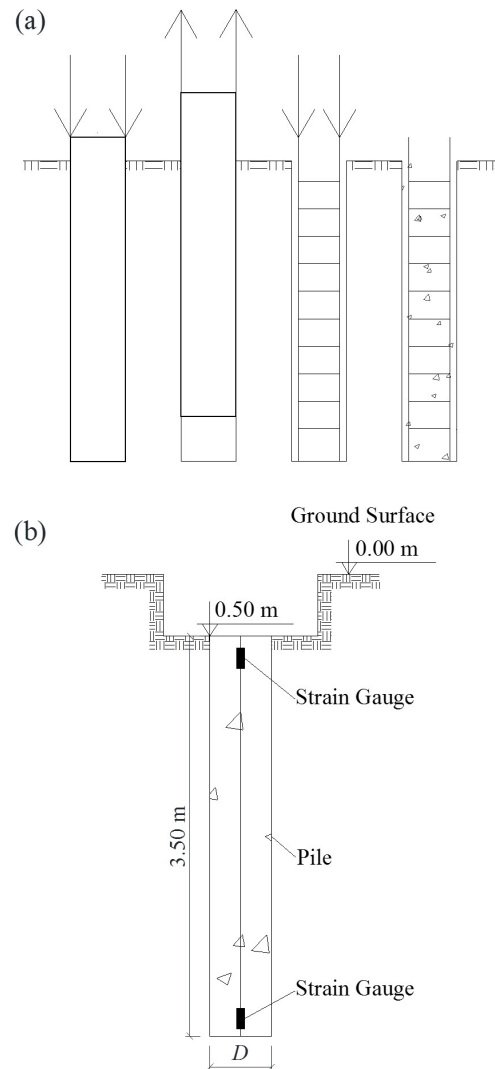 (a)
(b)
Ground Surface
0.00 m
0.50 m
Strain Gauge
3.50 m
Pile
Strain Gauge
D